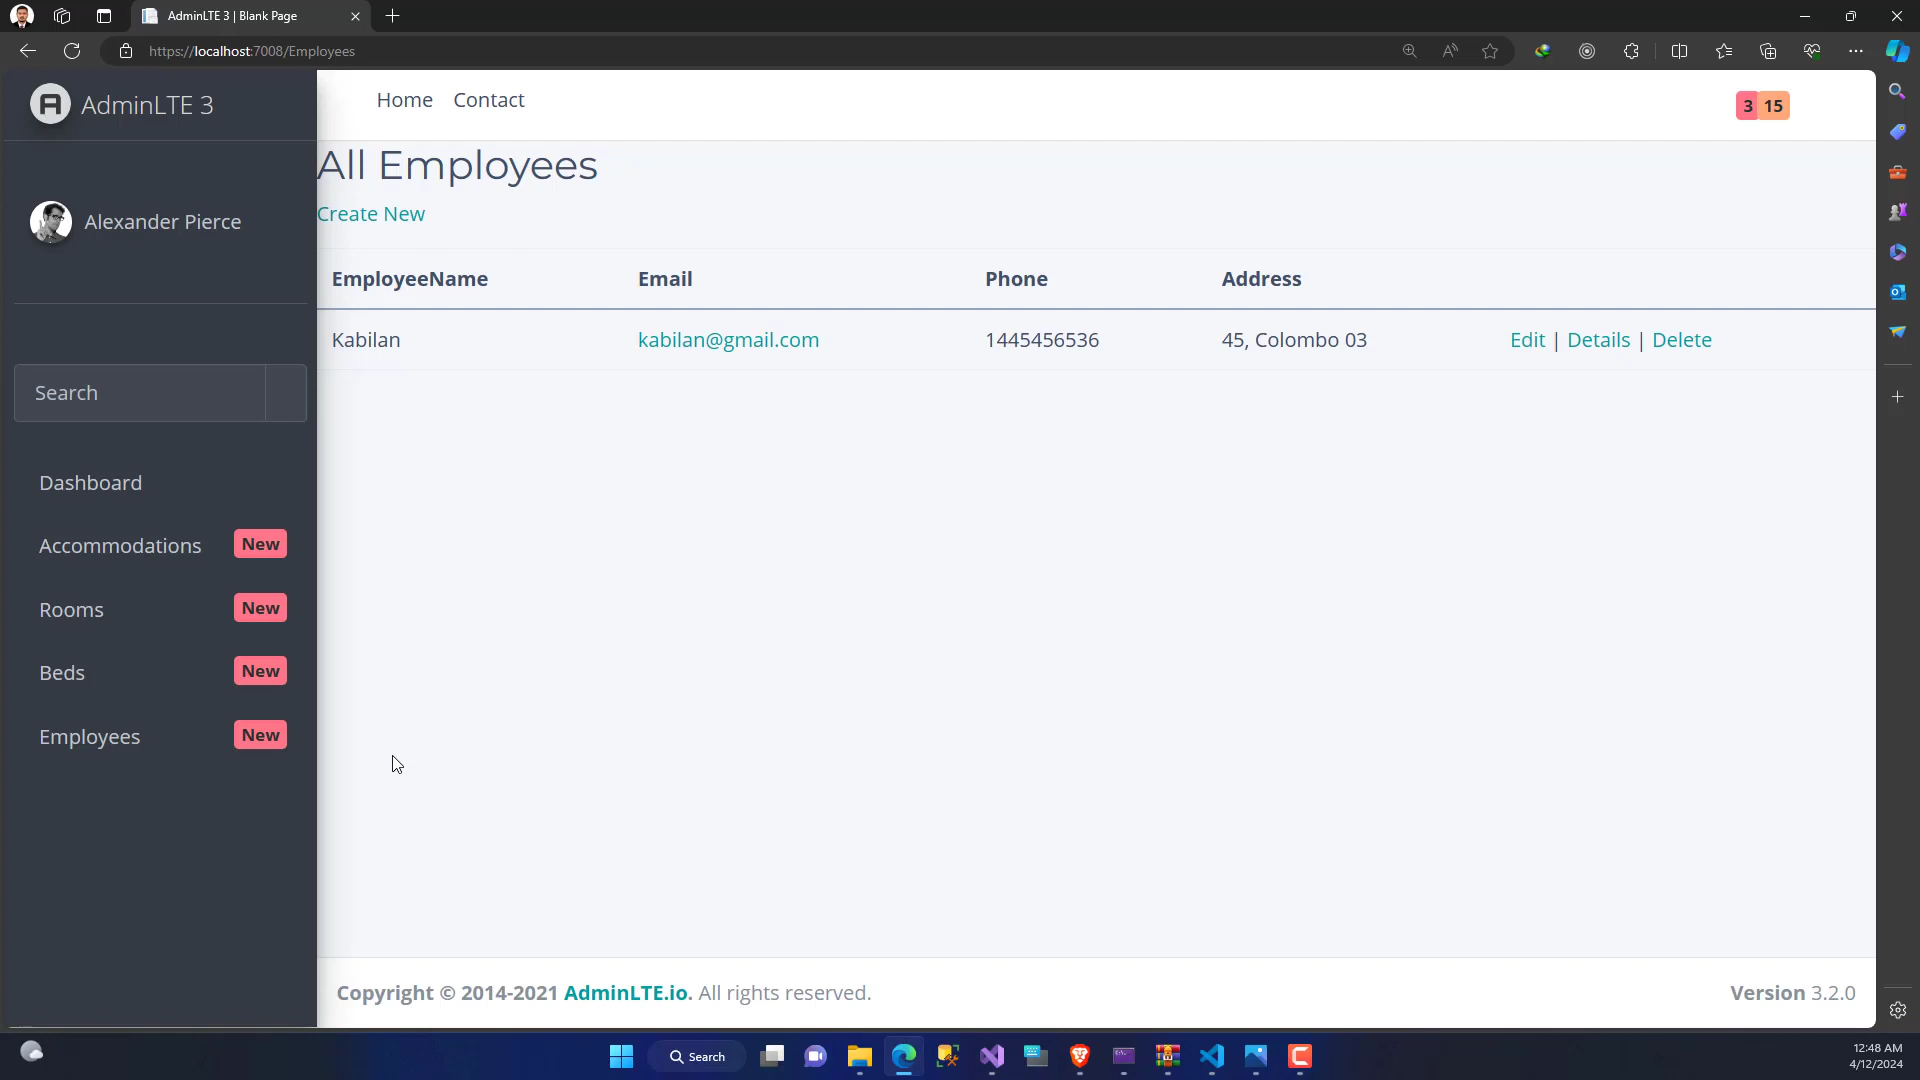 AdminLTE 3 | Blank Page
https://localhost:7008/Employees
AdminLTE 3
Home Contact
3 15
Alexander Pierce
All Employees
Create New
EmployeeName Email Phone Address
Kabilan kabilan@gmail.com 1445456536 45, Colombo 03 Edit | Details | Delete
Search
Dashboard
Accommodations New
Rooms New
Beds New
Employees New
Copyright © 2014-2021 AdminLTE.io. All rights reserved.
Version 3.2.0
Search
12:48 AM
4/12/2024